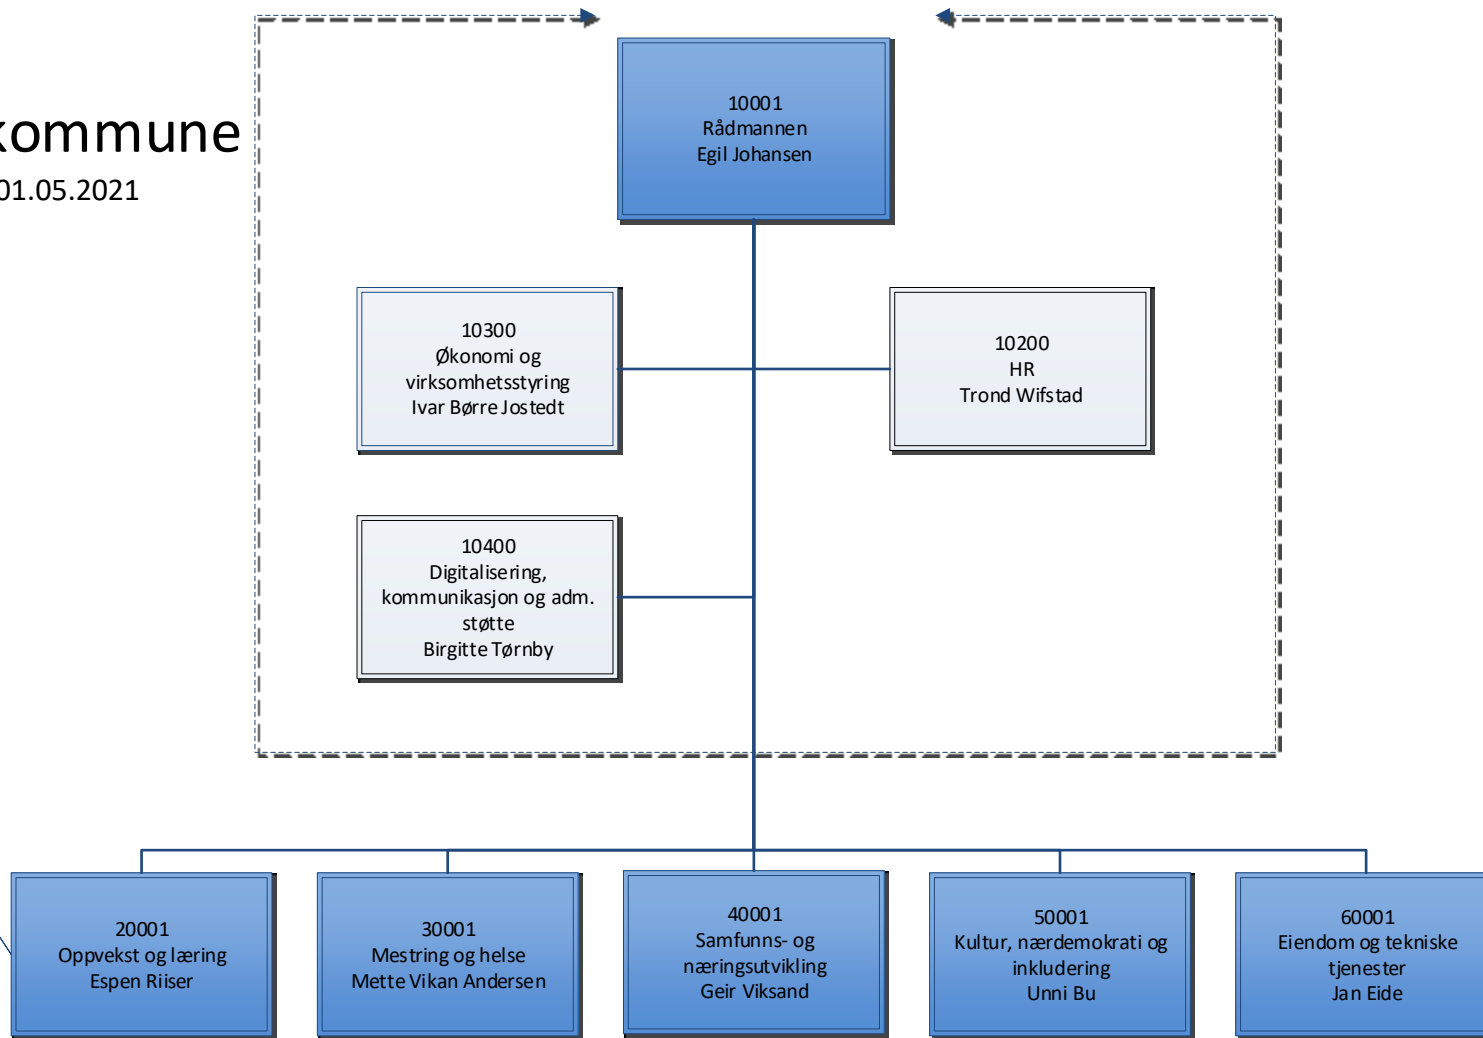 kommune
01.05.2021
10001
Rådmannen
Egil Johansen
10300
Økonomi og
virksomhetsstyring
Ivar Børre Jostedt
10200
HR
Trond Wifstad
10400
Digitalisering,
kommunikasjon og adm.
støtte
Birgitte Tørnby
20001
Oppvekst og læring
Espen Riiser
30001
Mestring og helse
Mette Vikan Andersen
40001
Samfunns- og
næringsutvikling
Geir Viksand
50001
Kultur, nærdemokrati og
inkludering
Unni Bu
60001
Eiendom og tekniske
tjenester
Jan Eide